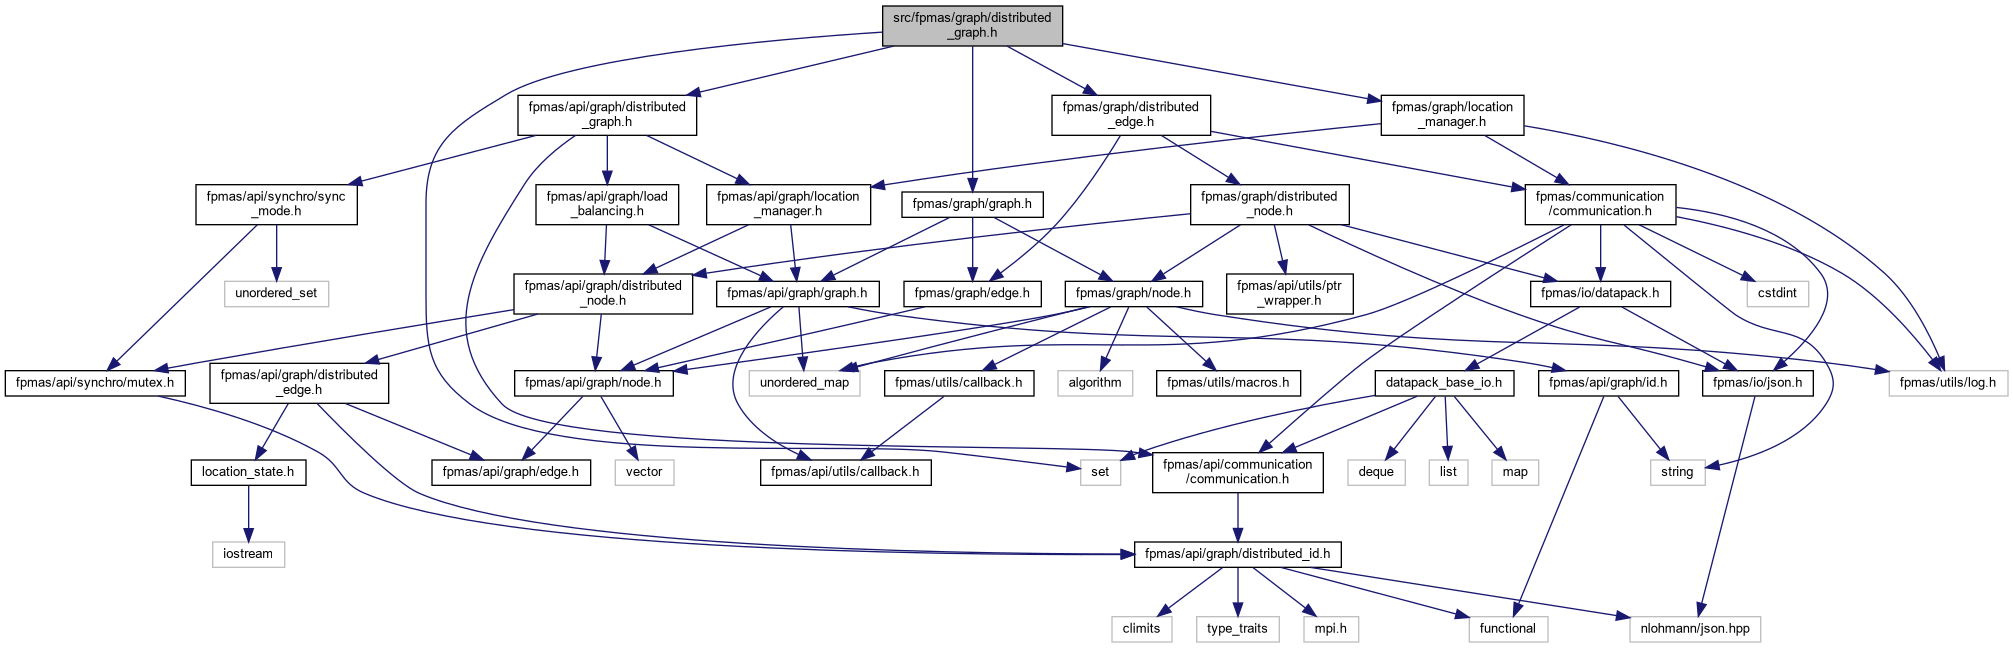 src/fpmas/graph/distributed
_graph.h
fpmas/api/graph/distributed
_graph.h
fpmas/graph/distributed
_edge.h
fpmas/graph/location
_manager.h
fpmas/api/synchro/sync
_mode.h
fpmas/api/graph/load
_balancing.h
fpmas/api/graph/location
_manager.h
fpmas/graph/graph.h
fpmas/graph/distributed
_node.h
fpmas/communication
/communication.h
unordered_set
fpmas/api/graph/distributed
_node.h
fpmas/api/graph/graph.h
fpmas/graph/edge.h
fpmas/graph/node.h
fpmas/api/utils/ptr
_wrapper.h
fpmas/io/datapack.h
cstdint
fpmas/api/synchro/mutex.h
fpmas/api/graph/distributed
_edge.h
fpmas/api/graph/node.h
unordered_map
fpmas/utils/callback.h
algorithm
fpmas/utils/macros.h
datapack_base_io.h
fpmas/api/graph/id.h
fpmas/io/json.h
fpmas/utils/log.h
location_state.h
fpmas/api/graph/edge.h
vector
fpmas/api/utils/callback.h
set
fpmas/api/communication
/communication.h
deque
list
map
string
iostream
fpmas/api/graph/distributed_id.h
climits
type_traits
mpi.h
functional
nlohmann/json.hpp